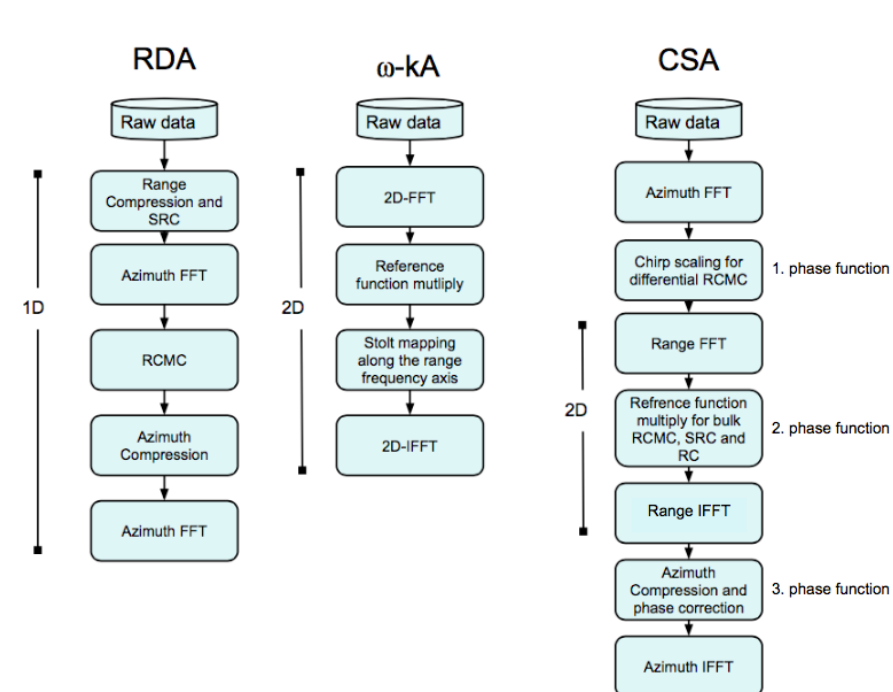 RDA
Raw data
1D
Range
Compression and
SRC
Azimuth FFT
RCMC
Azimuth
Compression
Azimuth FFT
ω-kA
Raw data
2D
2D-FFT
Reference
function mutliply
Stolt mapping
along the range
frequency axis
2D-IFFT
CSA
Raw data
Azimuth FFT
Chirp scaling for
differential RCMC
1. phase function
2D
Range FFT
Refrence function
multiply for bulk
RCMC, SRC and
RC
2. phase function
Range IFFT
Azimuth
Compression and
phase correction
3. phase function
Azimuth IFFT